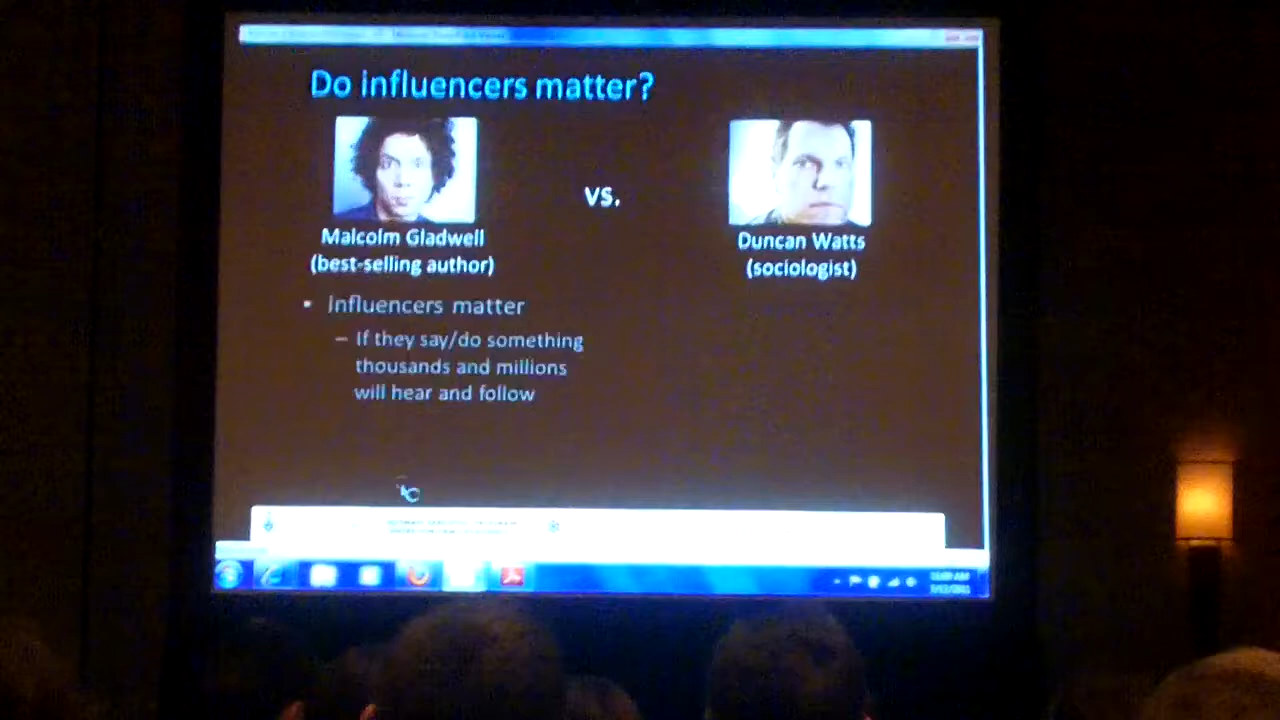 Do influencers matter?
vs.
Malcolm Gladwell
(best-selling author)
Duncan Watts
(sociologist)
• Influencers matter
– If they say/do something
thousands and millions
will hear and follow